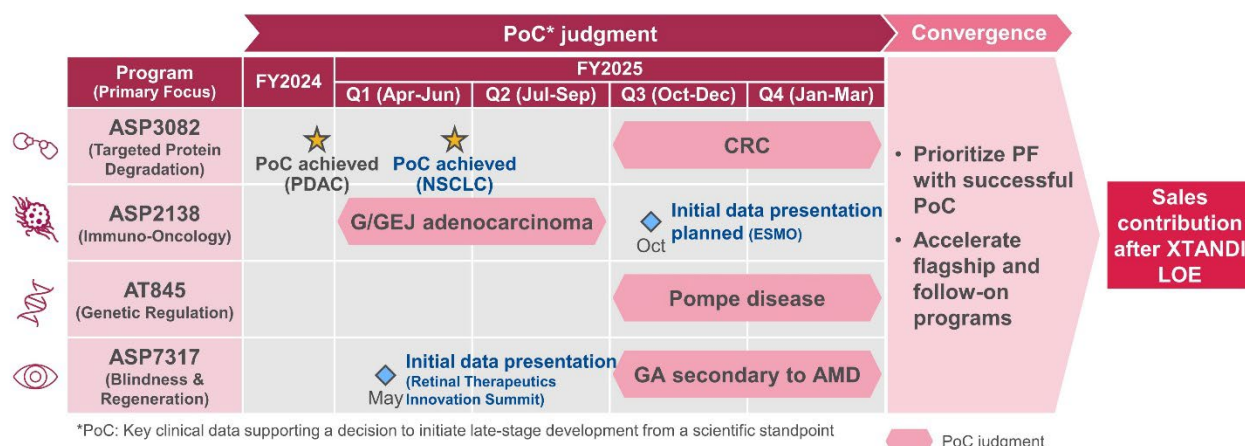 PoC* judgment
Convergence
Program
(Primary Focus)
FY2024
FY2025
Q1 (Apr-Jun)
Q2 (Jul-Sep)
Q3 (Oct-Dec)
Q4 (Jan-Mar)
ASP3082
(Targeted Protein
Degradation)
PoC achieved
(PDAC)
PoC achieved
(NSCLC)
CRC
ASP2138
(Immuno-Oncology)
G/GEJ adenocarcinoma
Oct
Initial data presentation
planned (ESMO)
AT845
(Genetic Regulation)
Pompe disease
ASP7317
(Blindness &
Regeneration)
May
Initial data presentation
(Retinal Therapeutics
Innovation Summit)
GA secondary to AMD
• Prioritize PF
with successful
PoC
• Accelerate
flagship and
follow-on
programs
Sales
contribution
after XTANDI
LOE
*PoC: Key clinical data supporting a decision to initiate late-stage development from a scientific standpoint
PoC judgment